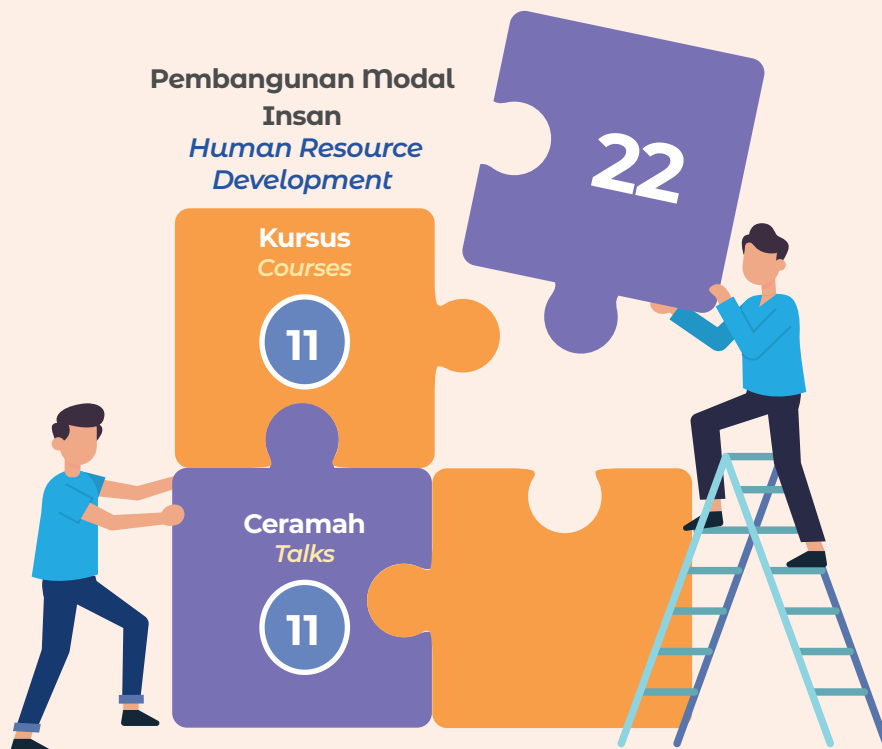 Pembangunan Modal
Insan
Human Resource
Development
22
Kursus
Courses
11
Ceramah
Talks
11